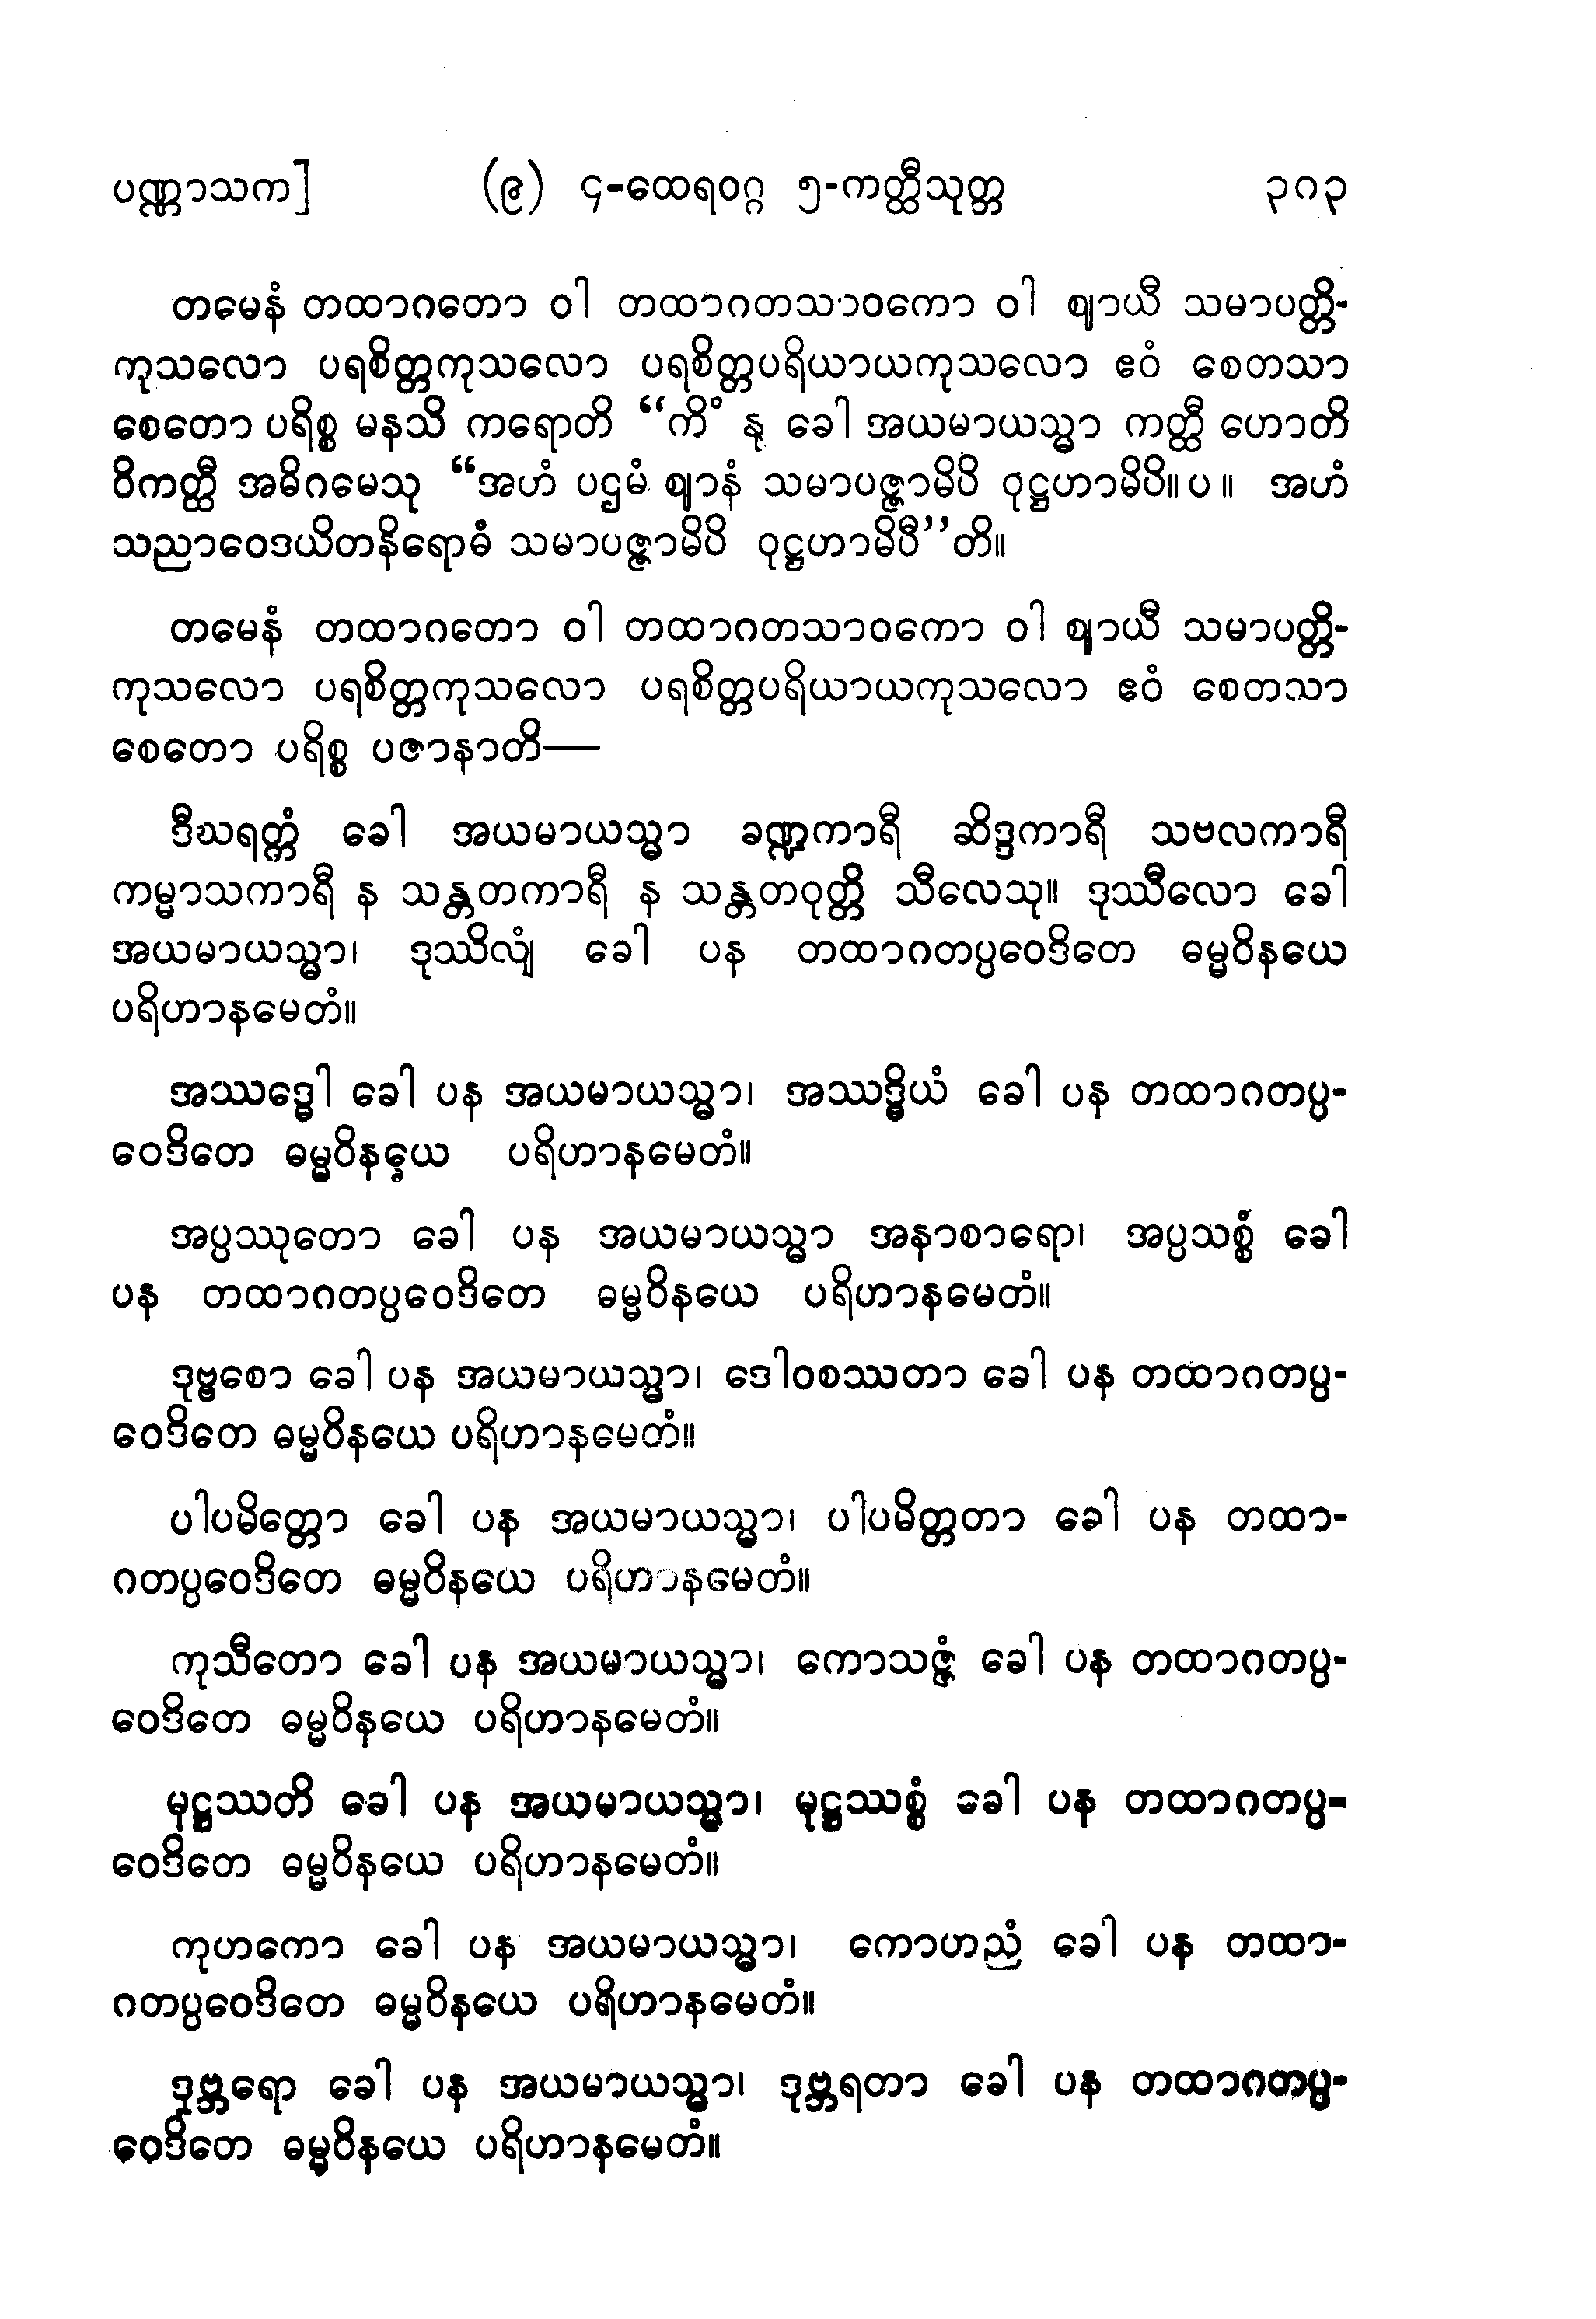 ပဏ္ဏာသက] (၉) ၄-ထေရဝဂ္ဂ ၅-ကတ္ထီသုတ္တ ၃၈၃
တမေနံ တထာဂတော ဝါ တထာဂတသာဝကော ဝါ ဈာယီ သမာပတ္တိ-
ကုသလော ပရစိတ္တကုသလော ပရစိတ္တပရိယာယကုသလော ဧဝံ စေတသာ
စေတော ပရိစ္စ မနသိ ကရောတိ “ကိံ နု ခေါ အယမာယသ္မာ ကတ္ထီ ဟောတိ
ဝိကတ္ထီ အဓိဂမေသု “အဟံ ပဌမံ ဈာနံ သမာပဇ္ဇာမိပိ ဝုဋ္ဌဟာမိပိ။ ပ ။ အဟံ
သညာဝေဒယိတနိရောဓံ သမာပဇ္ဇာမိပိ ဝုဋ္ဌဟာမိပီ’’တိ။
တမေနံ တထာဂတော ဝါ တထာဂတသာဝကော ဝါ ဈာယီ သမာပတ္တိ-
ကုသလော ပရစိတ္တကုသလော ပရစိတ္တပရိယာယကုသလော ဧဝံ စေတသာ
စေတော ပရိစ္စ ပဇာနာတိ—
ဒီဃရတ္တံ ခေါ အယမာယသ္မာ ခဏ္ဍကာရီ ဆိဒ္ဒကာရီ သဗလကာရီ
ကမ္မာသကာရီ န သန္တတကာရီ န သန္တတဝုတ္တိ သီလေသု။ ဒုဿီလော ခေါ
အယမာယသ္မာ၊ ဒုဿိလျံ ခေါ ပန တထာဂတပ္ပဝေဒိတေ ဓမ္မဝိနယေ
ပရိဟာနမေတံ။
အဿဒ္ဓေါ ခေါ ပန အယမာယသ္မာ၊ အဿဒ္ဓိယံ ခေါ ပန တထာဂတပ္ပ-
ဝေဒိတေ ဓမ္မဝိနယေ ပရိဟာနမေတံ။
အပ္ပဿုတော ခေါ ပန အယမာယသ္မာ အနာစာရော၊ အပ္ပသစ္စံ ခေါ
ပန တထာဂတပ္ပဝေဒိတေ ဓမ္မဝိနယေ ပရိဟာနမေတံ။
ဒုဗ္ဗစော ခေါ ပန အယမာယသ္မာ၊ ဒေါဝစဿတာ ခေါ ပန တထာဂတပ္ပ-
ဝေဒိတေ ဓမ္မဝိနယေ ပရိဟာနမေတံ။
ပါပမိတ္တော ခေါ ပန အယမာယသ္မာ၊ ပါပမိတ္တတာ ခေါ ပန တထာ-
ဂတပ္ပဝေဒိတေ ဓမ္မဝိနယေ ပရိဟာနမေတံ။
ကုသီတော ခေါ ပန အယမာယသ္မာ၊ ကောသဇ္ဇံ ခေါ ပန တထာဂတပ္ပ-
ဝေဒိတေ ဓမ္မဝိနယေ ပရိဟာနမေတံ။
မုဋ္ဌဿတိ ခေါ ပန အယမာယသ္မာ၊ မုဋ္ဌဿစ္စံ ခေါ ပန တထာဂတပ္ပ-
ဝေဒိတေ ဓမ္မဝိနယေ ပရိဟာနမေတံ။
ကုဟကော ခေါ ပန အယမာယသ္မာ၊ ကောဟညံ ခေါ ပန တထာ-
ဂတပ္ပဝေဒိတေ ဓမ္မဝိနယေ ပရိဟာနမေတံ။
ဒုဗ္ဘရော ခေါ ပန အယမာယသ္မာ၊ ဒုဗ္ဘရတာ ခေါ ပန တထာဂတပ္ပ-
ဝေဒိတေ ဓမ္မဝိနယေ ပရိဟာနမေတံ။